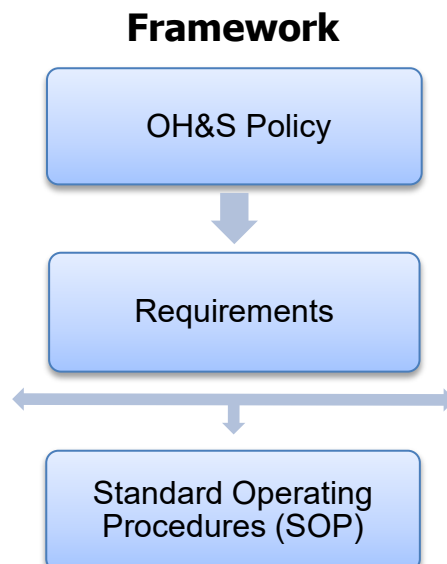 Framework
OH&S Policy
Requirements
Standard Operating
Procedures (SOP)